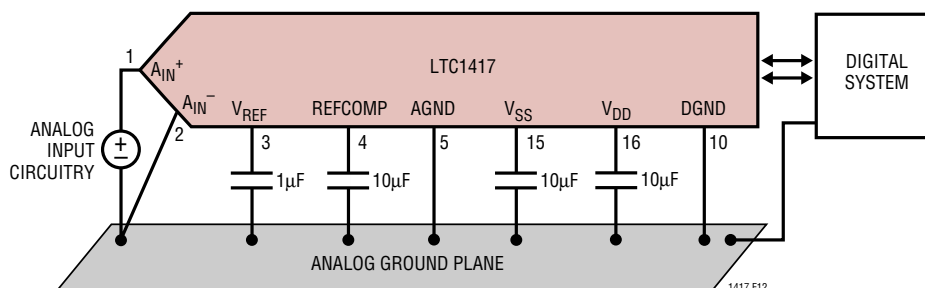 1
A_IN^+
A_IN^−
2
LTC1417
V_REF
REFCOMP
AGND
V_SS
V_DD
DGND
3
4
5
15
16
10
1µF
10µF
10µF
10µF
+
−
ANALOG
INPUT
CIRCUITRY
DIGITAL
SYSTEM
ANALOG GROUND PLANE
1417 F12